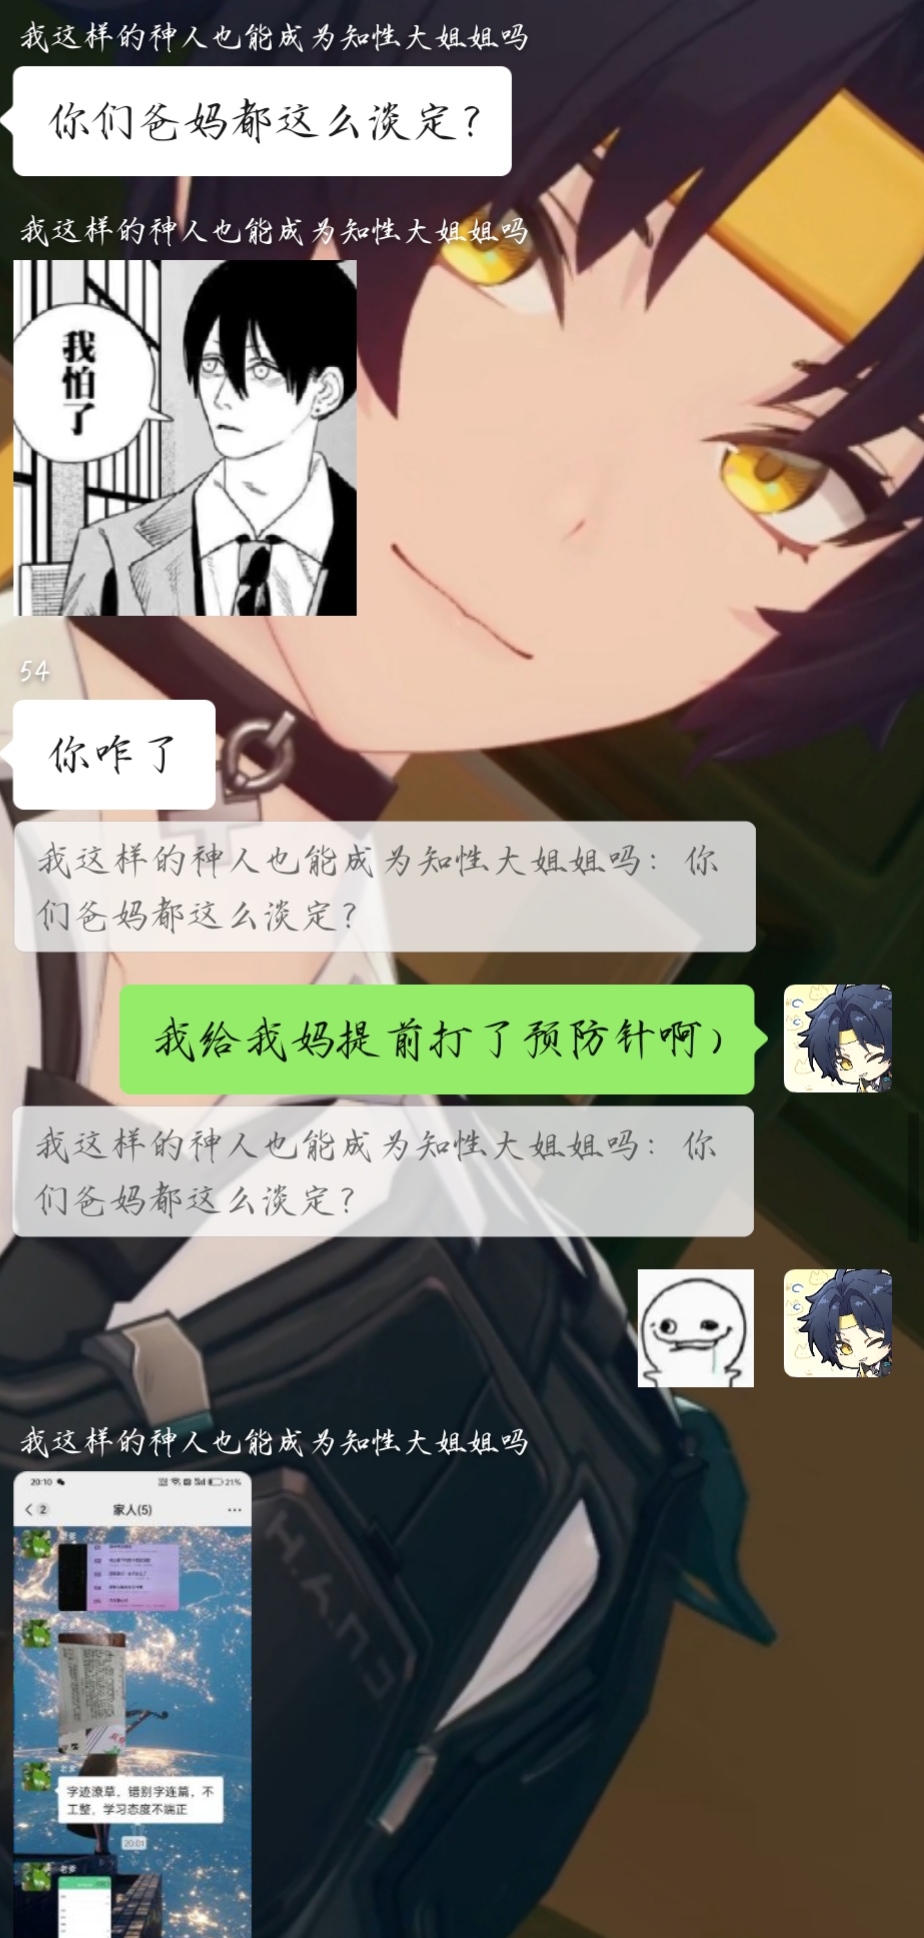 我这样的神人也能成为知性大姐姐吗
你们爸妈都这么淡定?
我这样的神人也能成为知性大姐姐吗
我怕了
54
你咋了
我这样的神人也能成为知性大姐姐吗：你
们爸妈都这么淡定?
我给我妈提前打了预防针啊）
我这样的神人也能成为知性大姐姐吗：你
们爸妈都这么淡定?
我这样的神人也能成为知性大姐姐吗
20:10
21%
2
家人(5)
老爹
字迹潦草，错别字连篇，不
工整，学习态度不端正
20:01
老爹